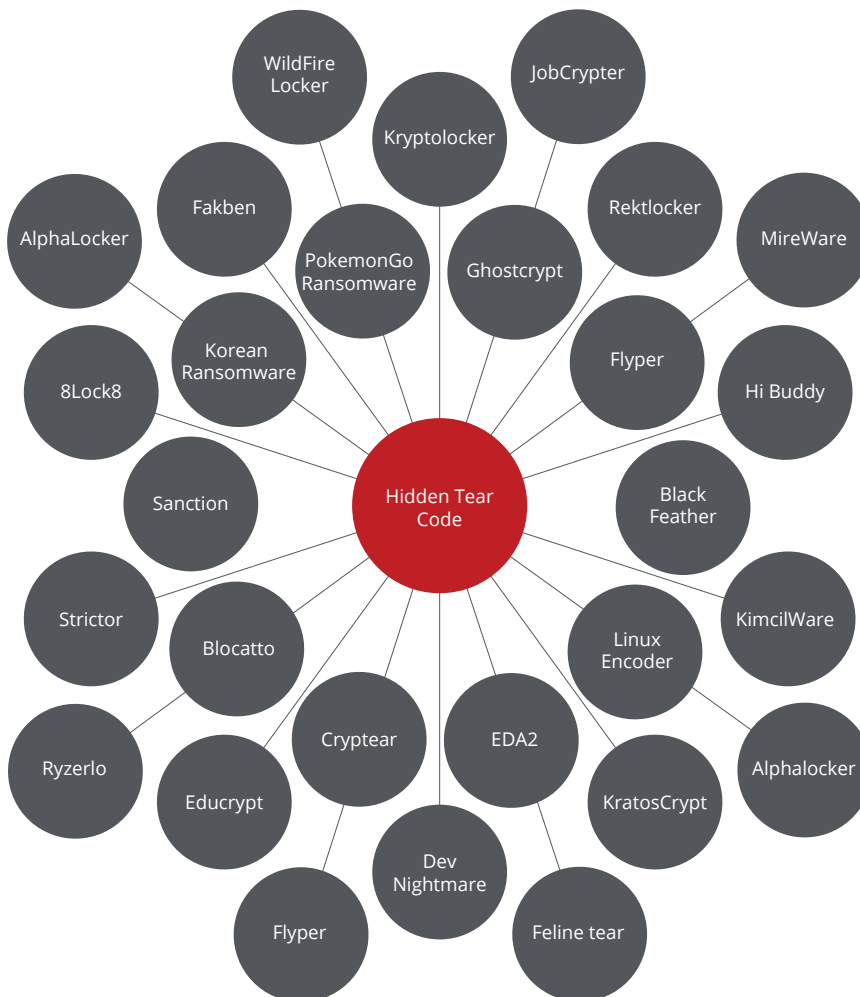 WildFire
Locker
JobCrypter
Kryptolocker
Fakben
Rektlocker
AlphaLocker
MireWare
PokemonGo
Ransomware
Ghostcrypt
Korean
Ransomware
Flyper
8Lock8
Hi Buddy
Sanction
Hidden Tear
Code
Black
Feather
Strictor
Blocatto
Linux
Encoder
KimcilWare
Ryzerlo
Cryptear
EDA2
Alphalocker
Educrypt
KratosCrypt
Dev
Nightmare
Flyper
Feline tear